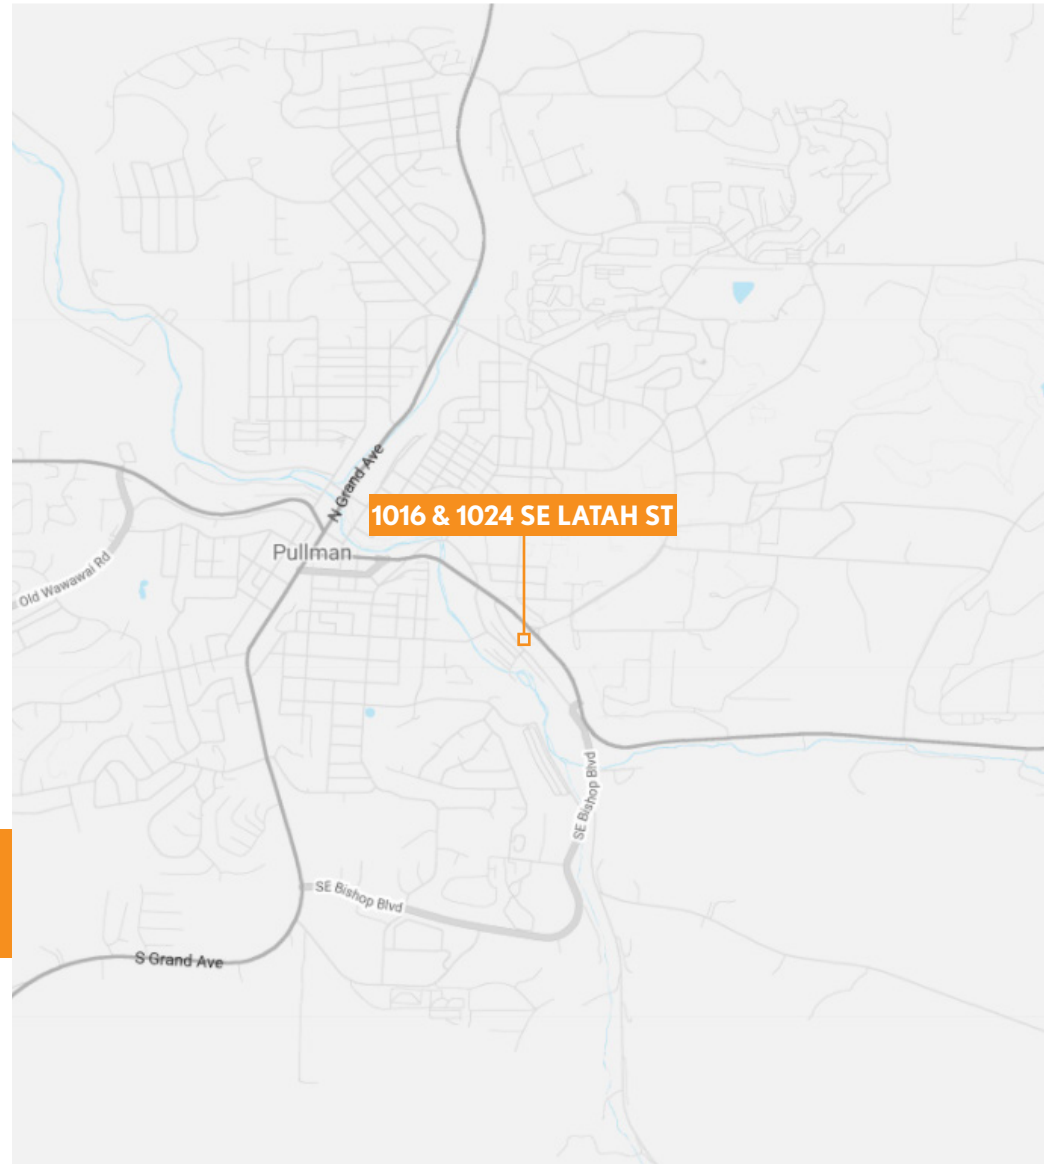 N Grand Ave
1016 & 1024 SE LATAH ST
Pullman
Old Wawawai Rd
SE Bishop Blvd
SE Bishop Blvd
S Grand Ave